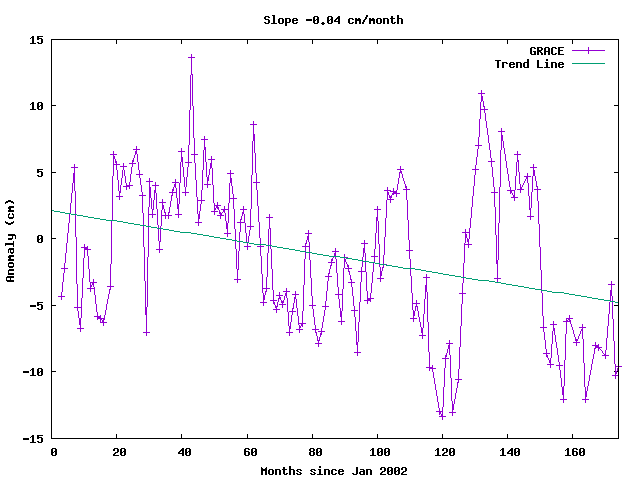 Slope -0.04 cm/month
GRACE
Trend Line
15
10
5
0
-5
-10
-15
Anomaly (cm)
0 20 40 60 80 100 120 140 160
Months since Jan 2002